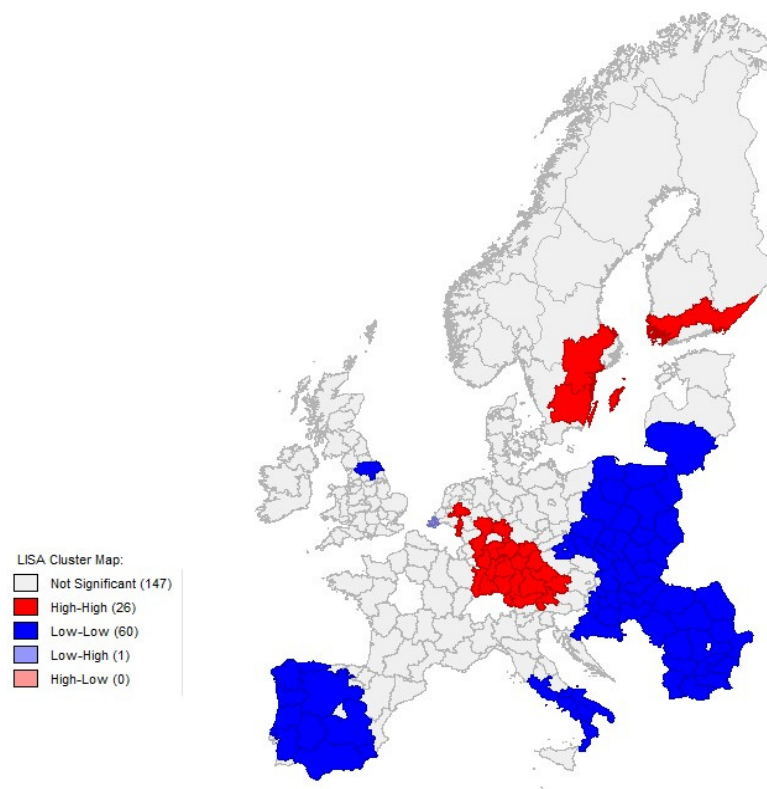 LISA Cluster Map:
Not Significant (147)
High-High (26)
Low-Low (60)
Low-High (1)
High-Low (0)